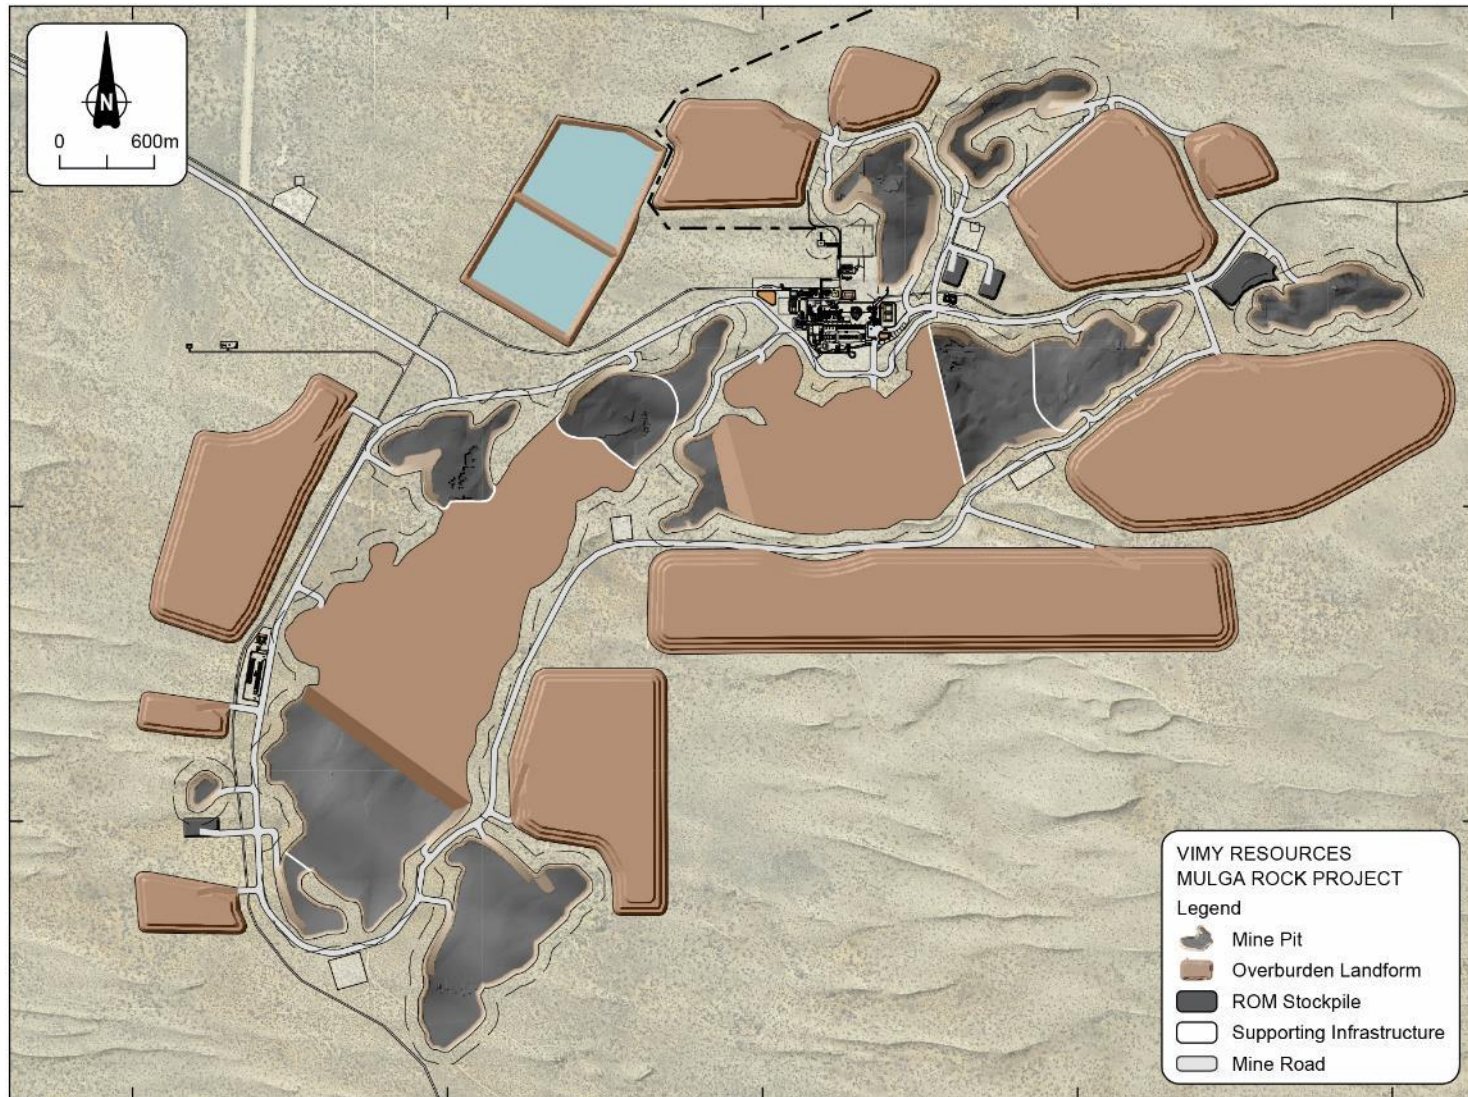 N
0 600m
VIMY RESOURCES
MULGA ROCK PROJECT
Legend
Mine Pit
Overburden Landform
ROM Stockpile
Supporting Infrastructure
Mine Road